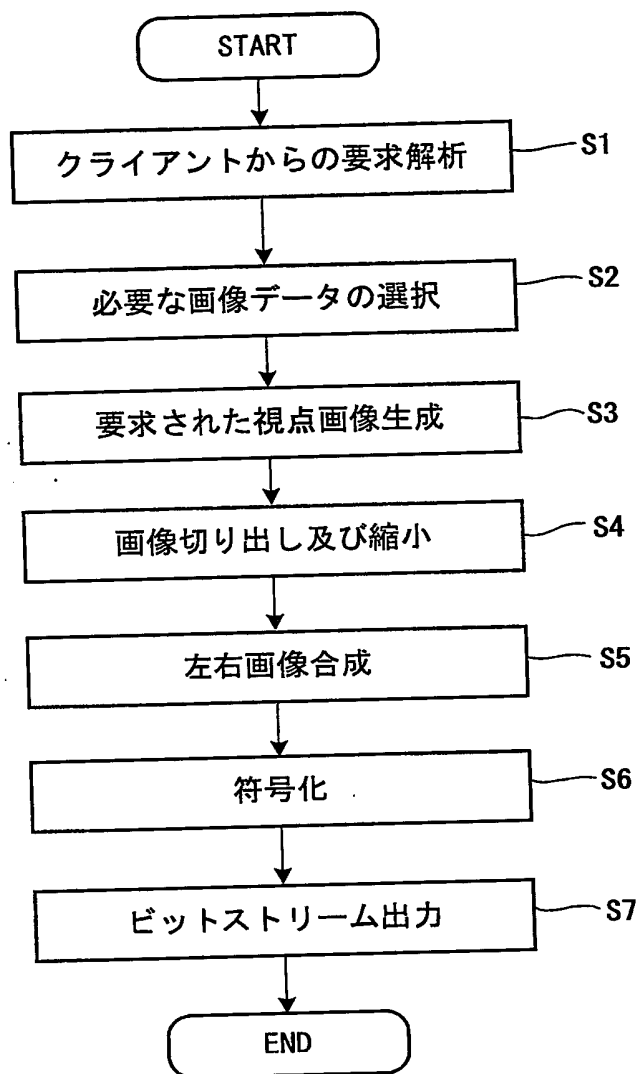 START
クライアントからの要求解析
S1
必要な画像データの選択
S2
要求された視点画像生成
S3
画像切り出し及び縮小
S4
左右画像合成
S5
符号化
S6
ビットストリーム出力
S7
END